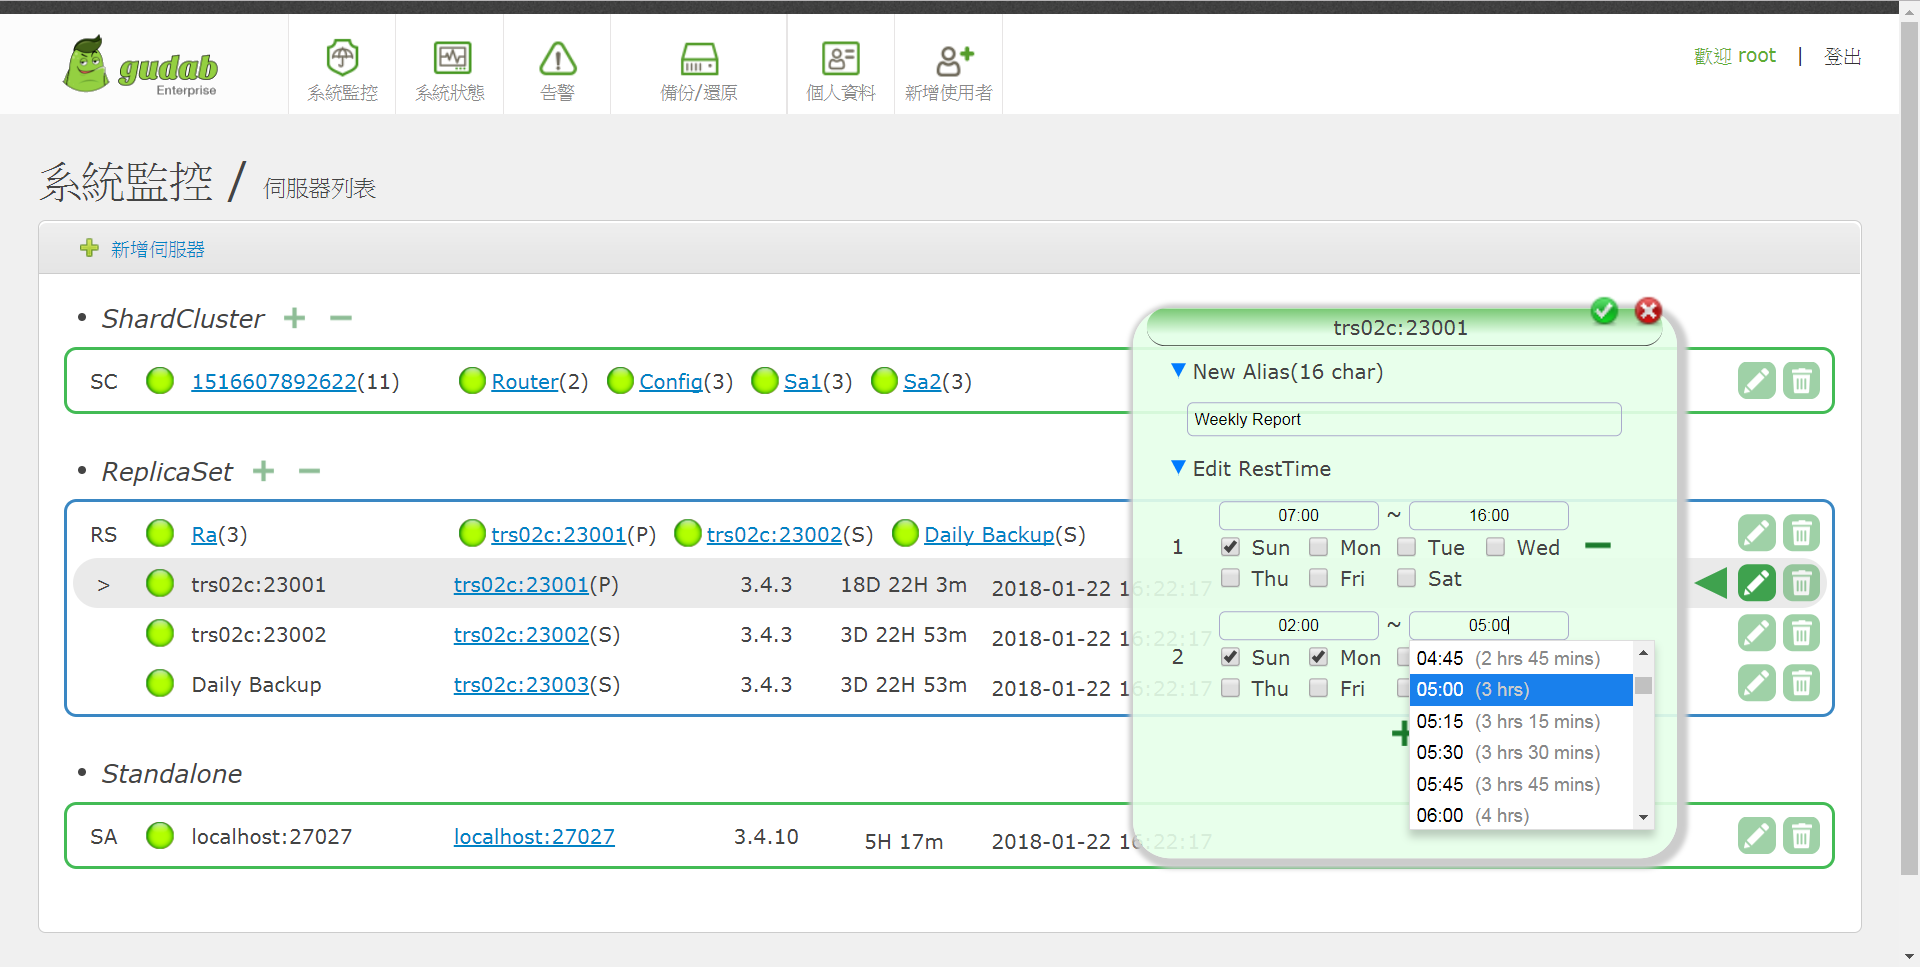 gudab
Enterprise
系統監控
系統狀態
告警
備份/還原
個人資料
新增使用者
歡迎 root | 登出
系統監控 / 伺服器列表
新增伺服器
• ShardCluster
SC 1516607892622(11) Router(2) Config(3) Sa1(3) Sa2(3)
• ReplicaSet
RS Ra(3) trs02c:23001(P) trs02c:23002(S) Daily Backup(S)
> trs02c:23001 trs02c:23001(P) 3.4.3 18D 22H 3m 2018-01-22 16:22:17
trs02c:23002 trs02c:23002(S) 3.4.3 3D 22H 53m 2018-01-22 16:22:17
Daily Backup trs02c:23003(S) 3.4.3 3D 22H 53m 2018-01-22 16:22:17
• Standalone
SA localhost:27027 localhost:27027 3.4.10 5H 17m 2018-01-22 16:22:17
trs02c:23001
New Alias(16 char)
Weekly Report
Edit RestTime
07:00 ~ 16:00
1 Sun Mon Tue Wed
Thu Fri Sat
02:00 ~ 05:00
2 Sun Mon
Thu Fri
04:45 (2 hrs 45 mins)
05:00 (3 hrs)
05:15 (3 hrs 15 mins)
05:30 (3 hrs 30 mins)
05:45 (3 hrs 45 mins)
06:00 (4 hrs)